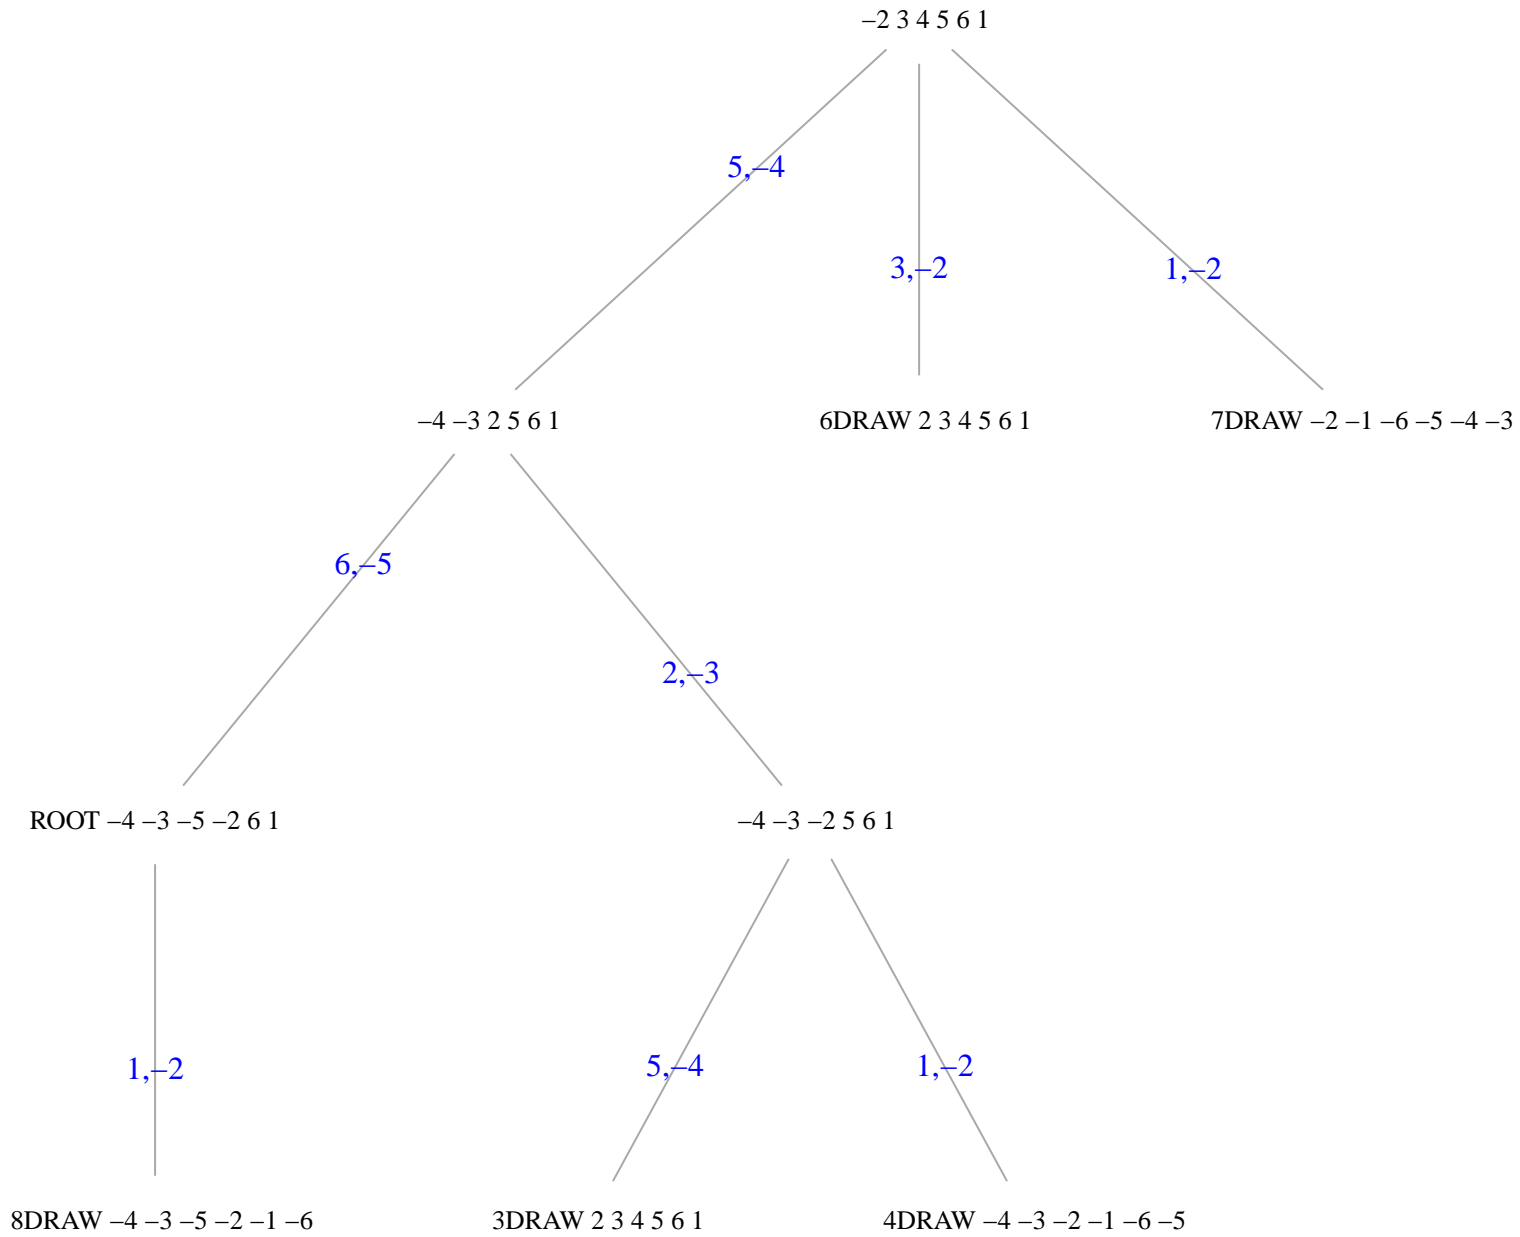 –2 3 4 5 6 1
5,–4
3,–2
1,–2
–4 –3 2 5 6 1
6DRAW 2 3 4 5 6 1
7DRAW –2 –1 –6 –5 –4 –3
6,–5
2,–3
ROOT –4 –3 –5 –2 6 1
–4 –3 –2 5 6 1
1,–2
5,–4
1,–2
8DRAW –4 –3 –5 –2 –1 –6
3DRAW 2 3 4 5 6 1
4DRAW –4 –3 –2 –1 –6 –5